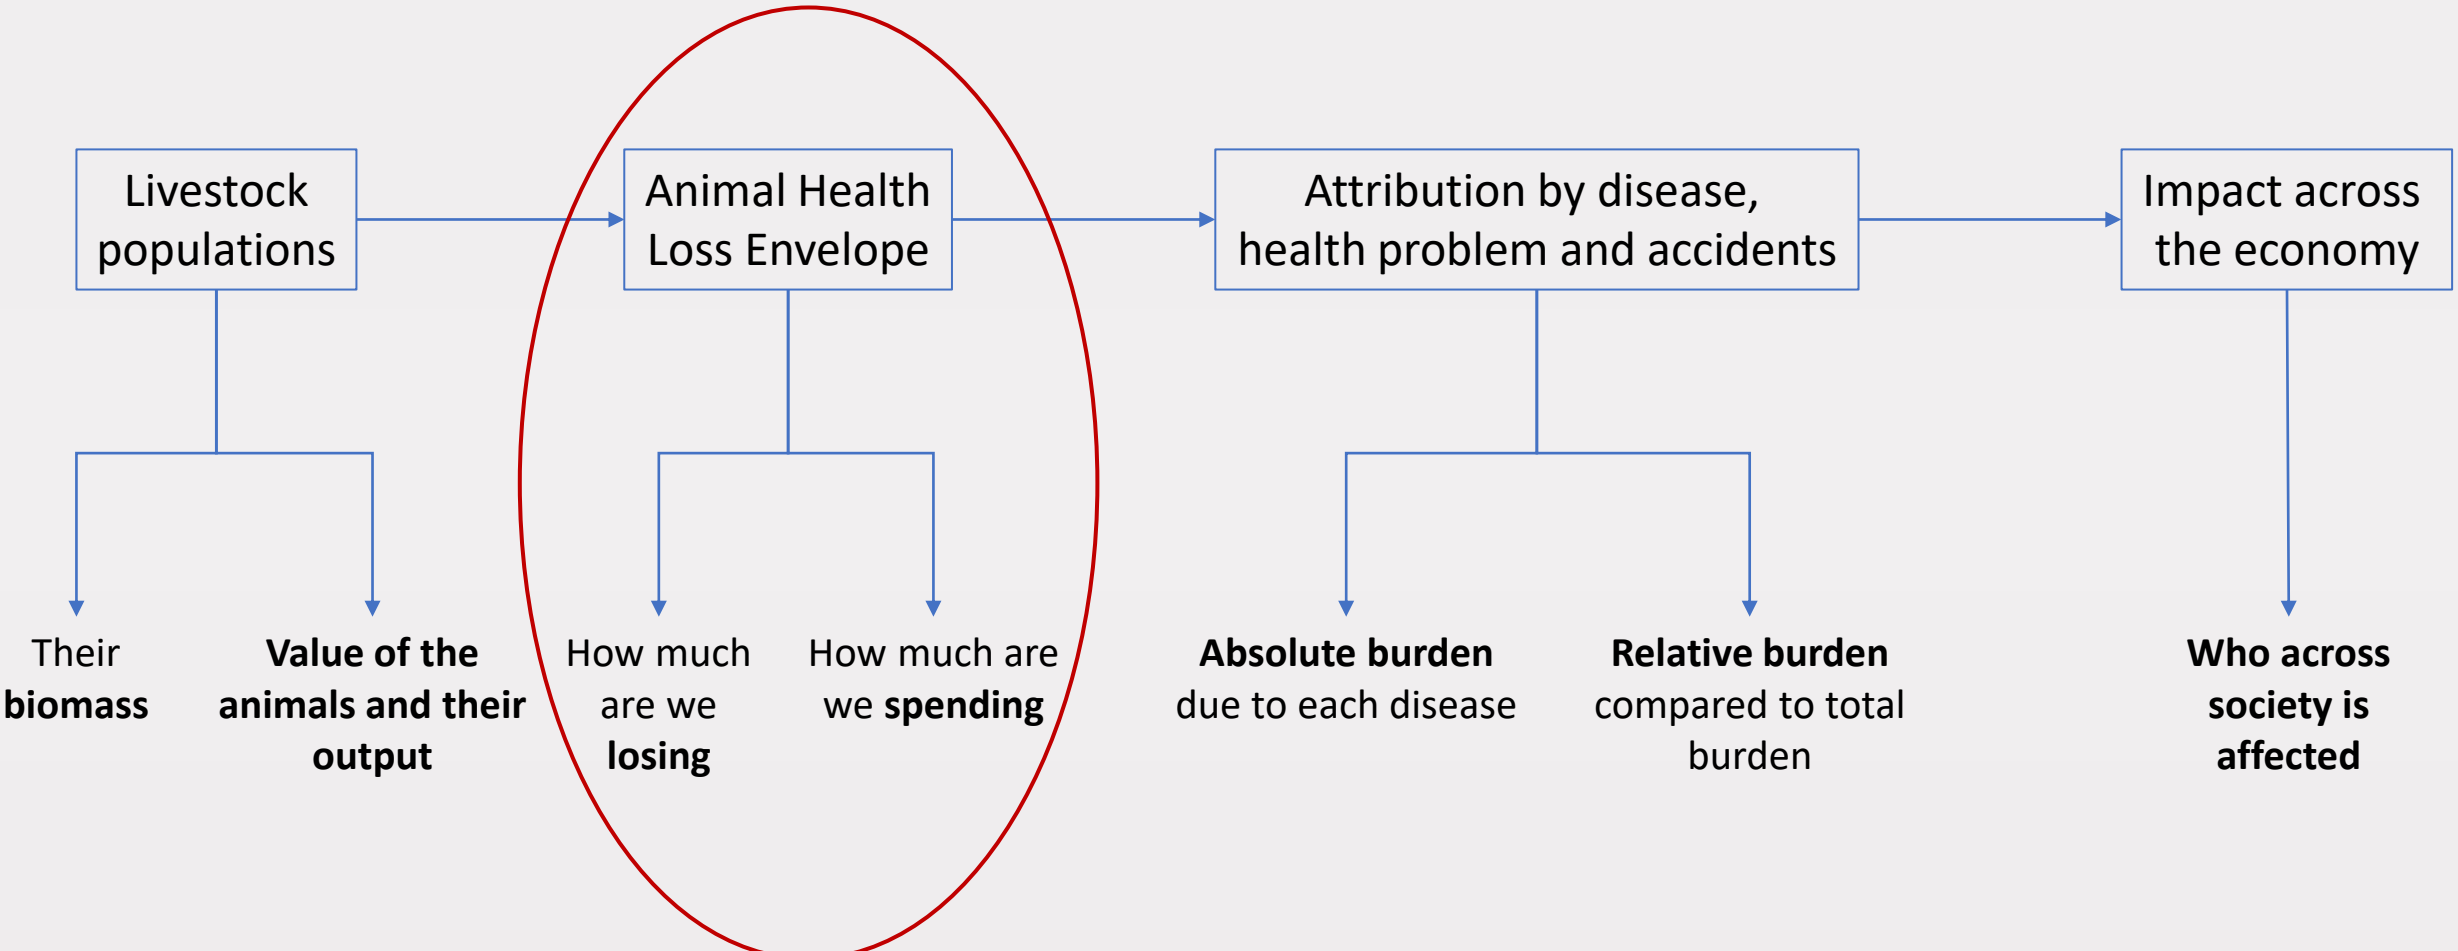 Livestock
populations
Animal Health
Loss Envelope
Attribution by disease,
health problem and accidents
Impact across
the economy
Their
biomass
Value of the
animals and their
output
How much
are we
losing
How much are
we spending
Absolute burden
due to each disease
Relative burden
compared to total
burden
Who across
society is
affected